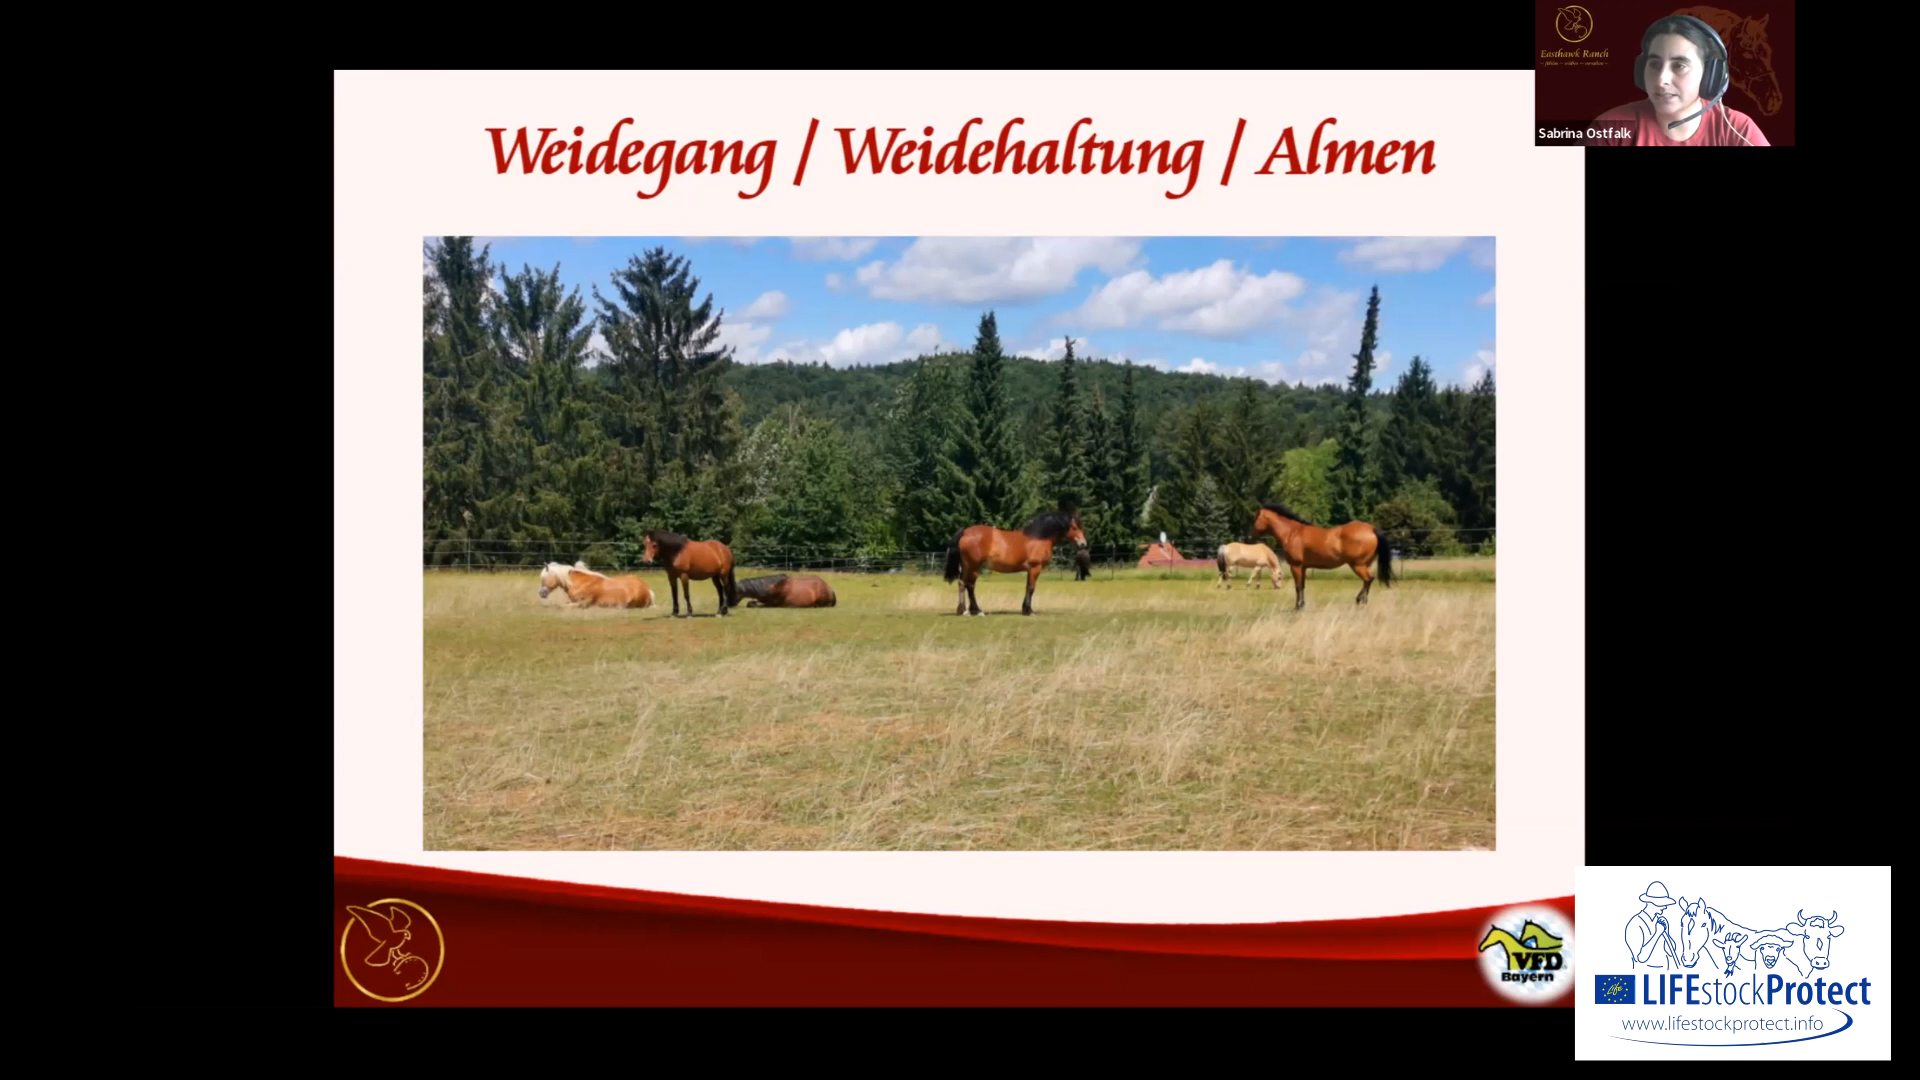 Easthawk Ranch
Sabrina Ostfalk
Weidegang / Weidehaltung / Almen
VFD
Bayern
LIFEstockProtect
www.lifestockprotect.info